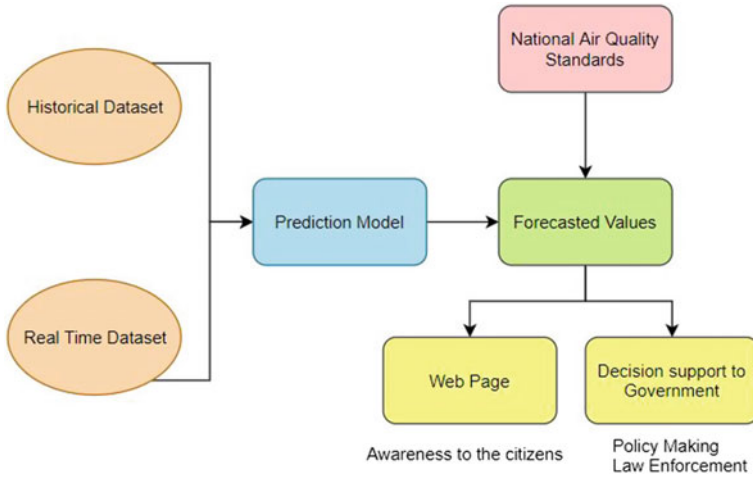 National Air Quality
Standards
Historical Dataset
Prediction Model
Forecasted Values
Real Time Dataset
Web Page
Decision support to
Government
Awareness to the citizens
Policy Making
Law Enforcement